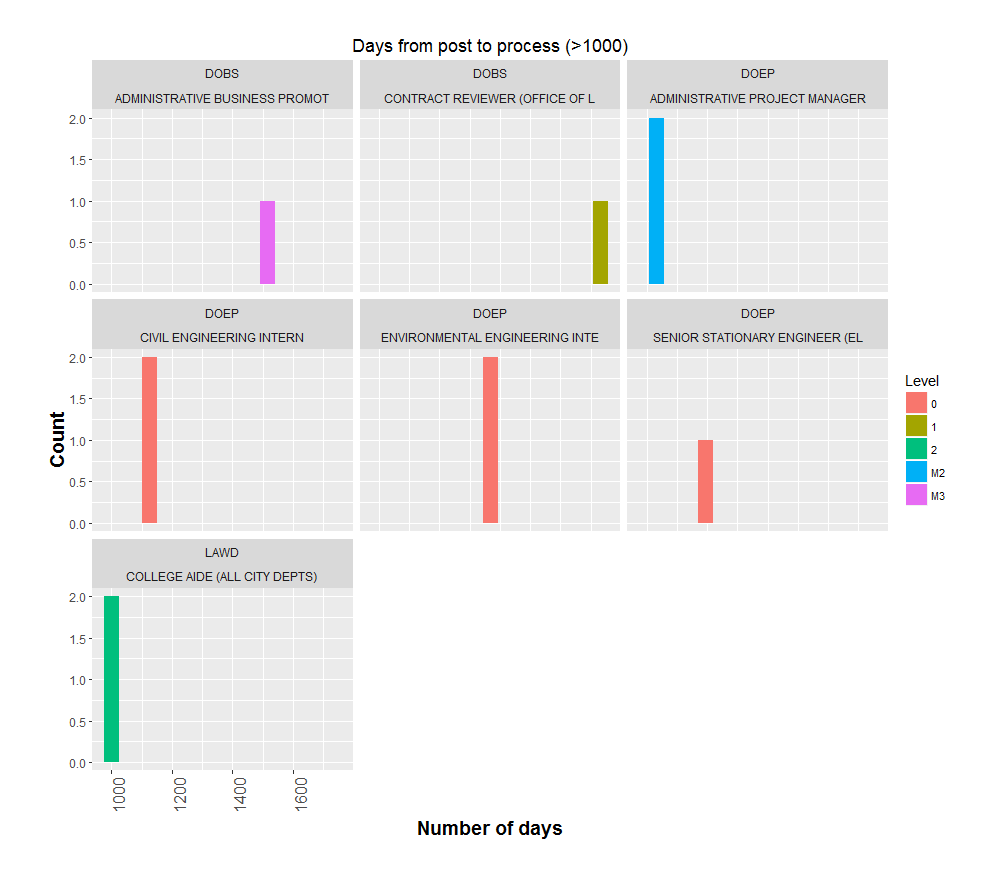 Days from post to process (>1000)
DOBS
ADMINISTRATIVE BUSINESS PROMOT
DOBS
CONTRACT REVIEWER (OFFICE OF L
DOEP
ADMINISTRATIVE PROJECT MANAGER
2.0
1.5
1.0
0.5
0.0
DOEP
CIVIL ENGINEERING INTERN
DOEP
ENVIRONMENTAL ENGINEERING INTE
DOEP
SENIOR STATIONARY ENGINEER (EL
2.0
1.5
1.0
0.5
0.0
Count
Level
0
1
2
M2
M3
LAWD
COLLEGE AIDE (ALL CITY DEPTS)
2.0
1.5
1.0
0.5
0.0
1000
1200
1400
1600
Number of days